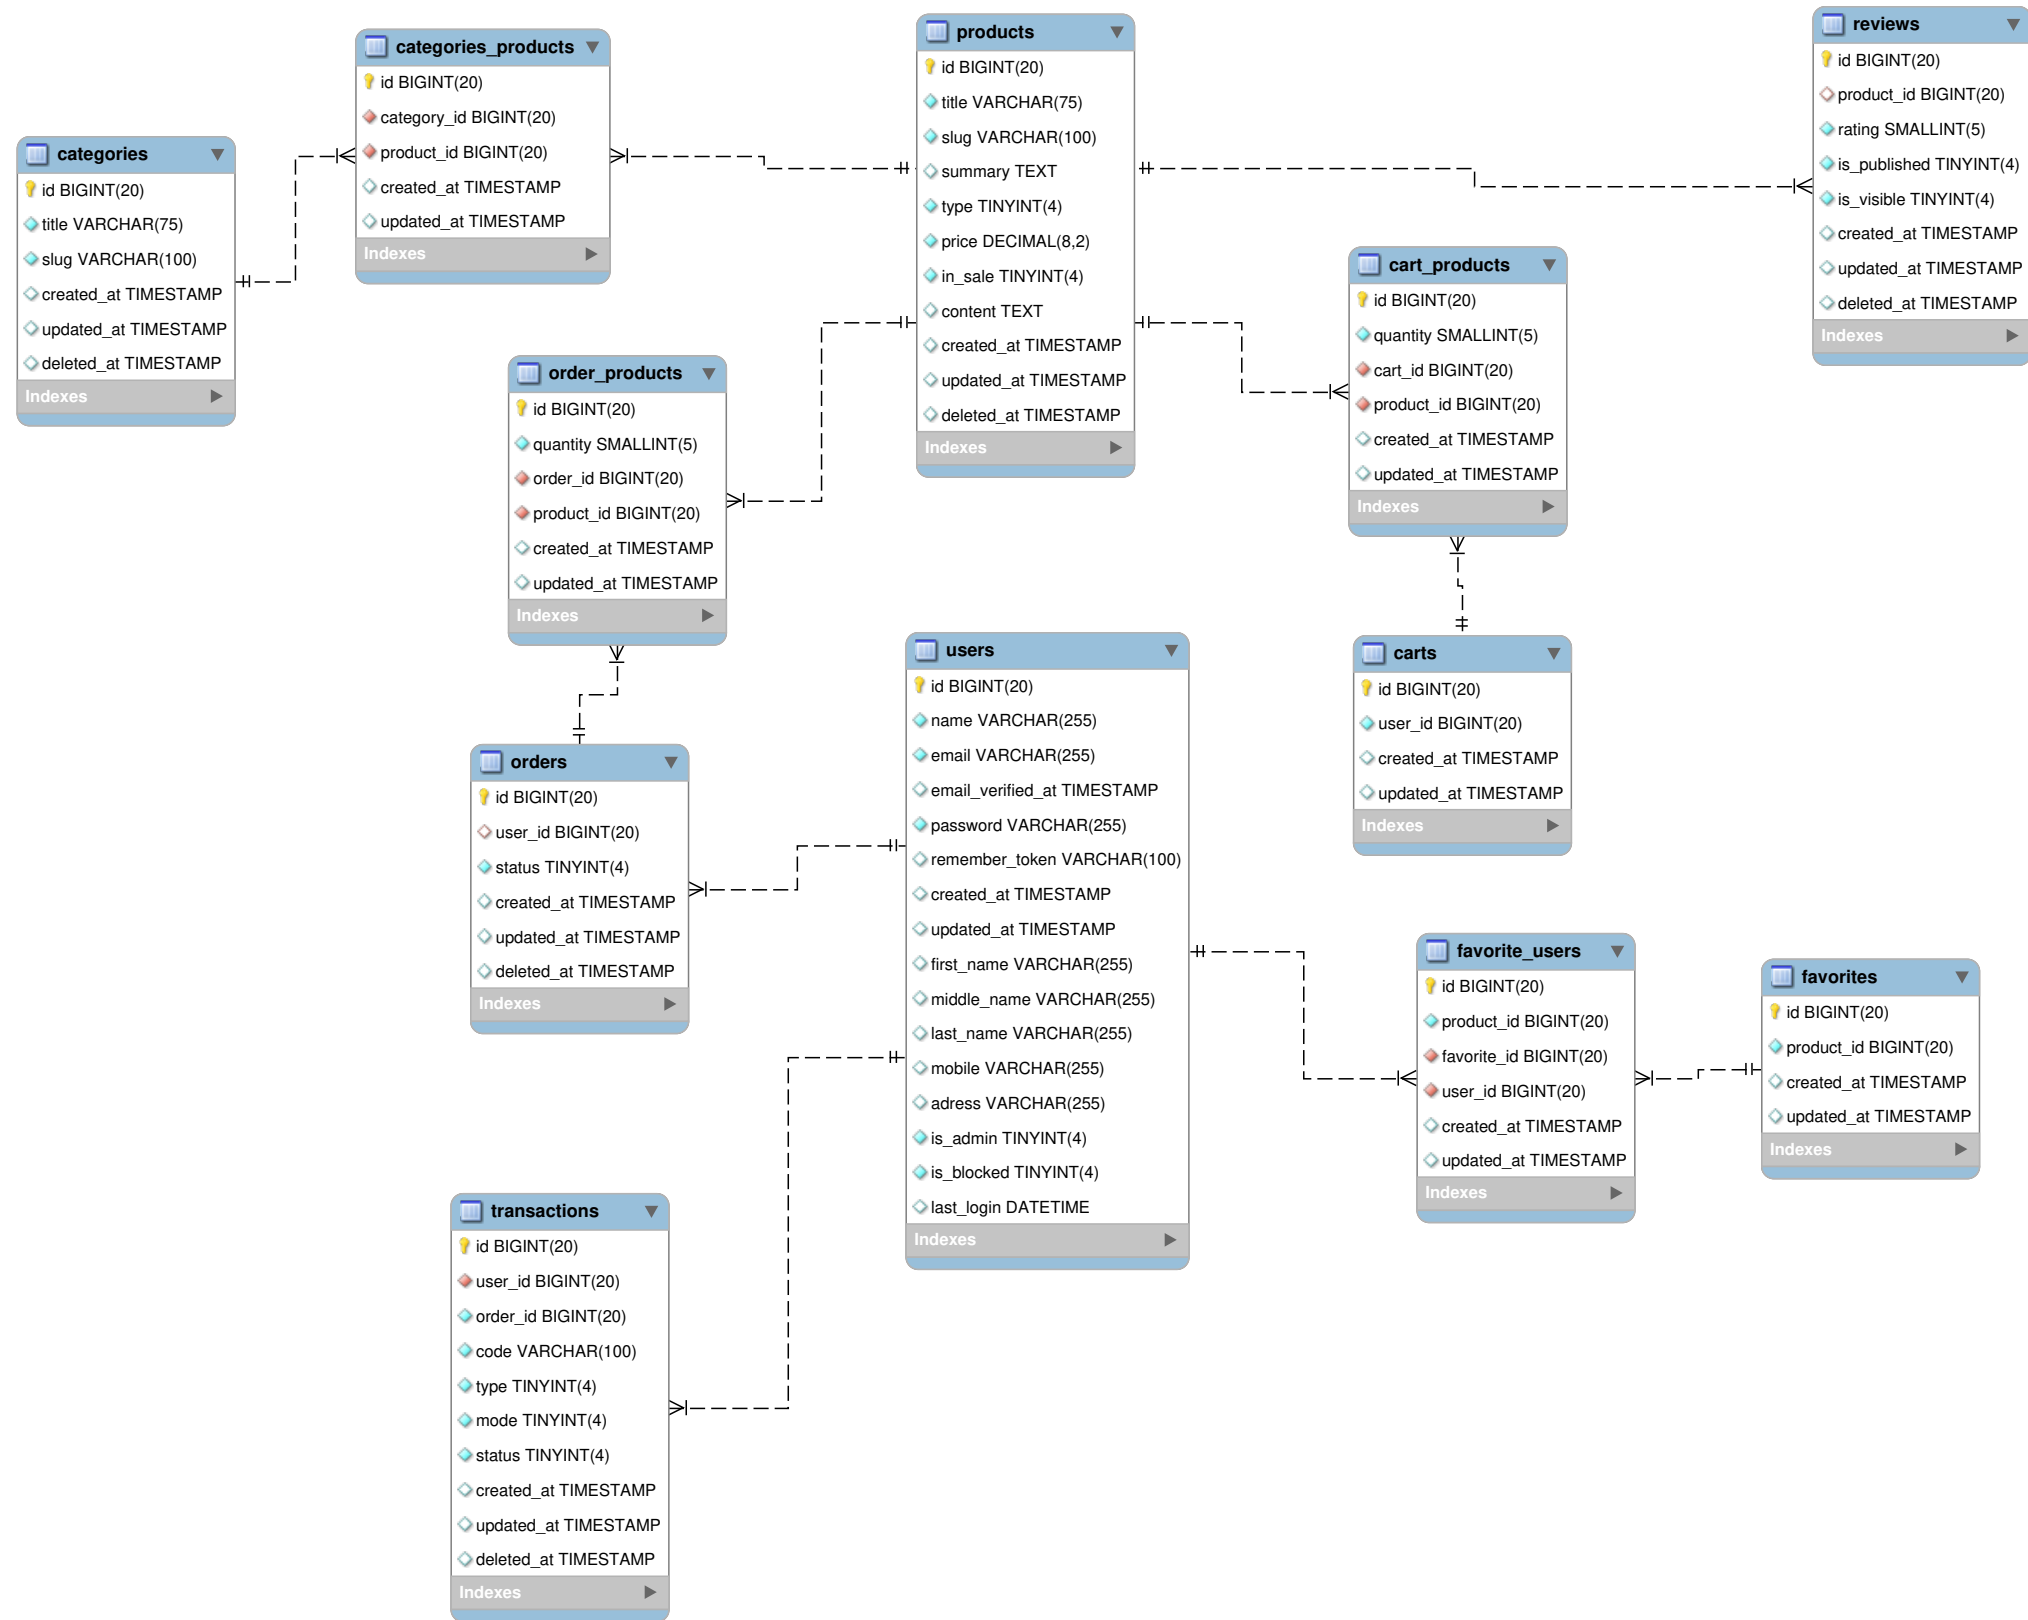 categories
id BIGINT(20)
title VARCHAR(75)
slug VARCHAR(100)
created_at TIMESTAMP
updated_at TIMESTAMP
deleted_at TIMESTAMP
Indexes
categories_products
id BIGINT(20)
category_id BIGINT(20)
product_id BIGINT(20)
created_at TIMESTAMP
updated_at TIMESTAMP
Indexes
products
id BIGINT(20)
title VARCHAR(75)
slug VARCHAR(100)
summary TEXT
type TINYINT(4)
price DECIMAL(8,2)
in_sale TINYINT(4)
content TEXT
created_at TIMESTAMP
updated_at TIMESTAMP
deleted_at TIMESTAMP
Indexes
reviews
id BIGINT(20)
product_id BIGINT(20)
rating SMALLINT(5)
is_published TINYINT(4)
is_visible TINYINT(4)
created_at TIMESTAMP
updated_at TIMESTAMP
deleted_at TIMESTAMP
Indexes
cart_products
id BIGINT(20)
quantity SMALLINT(5)
cart_id BIGINT(20)
product_id BIGINT(20)
created_at TIMESTAMP
updated_at TIMESTAMP
Indexes
order_products
id BIGINT(20)
quantity SMALLINT(5)
order_id BIGINT(20)
product_id BIGINT(20)
created_at TIMESTAMP
updated_at TIMESTAMP
Indexes
users
id BIGINT(20)
name VARCHAR(255)
email VARCHAR(255)
email_verified_at TIMESTAMP
password VARCHAR(255)
remember_token VARCHAR(100)
created_at TIMESTAMP
updated_at TIMESTAMP
first_name VARCHAR(255)
middle_name VARCHAR(255)
last_name VARCHAR(255)
mobile VARCHAR(255)
adress VARCHAR(255)
is_admin TINYINT(4)
is_blocked TINYINT(4)
last_login DATETIME
Indexes
carts
id BIGINT(20)
user_id BIGINT(20)
created_at TIMESTAMP
updated_at TIMESTAMP
Indexes
orders
id BIGINT(20)
user_id BIGINT(20)
status TINYINT(4)
created_at TIMESTAMP
updated_at TIMESTAMP
deleted_at TIMESTAMP
Indexes
favorite_users
id BIGINT(20)
product_id BIGINT(20)
favorite_id BIGINT(20)
user_id BIGINT(20)
created_at TIMESTAMP
updated_at TIMESTAMP
Indexes
favorites
id BIGINT(20)
product_id BIGINT(20)
created_at TIMESTAMP
updated_at TIMESTAMP
Indexes
transactions
id BIGINT(20)
user_id BIGINT(20)
order_id BIGINT(20)
code VARCHAR(100)
type TINYINT(4)
mode TINYINT(4)
status TINYINT(4)
created_at TIMESTAMP
updated_at TIMESTAMP
deleted_at TIMESTAMP
Indexes